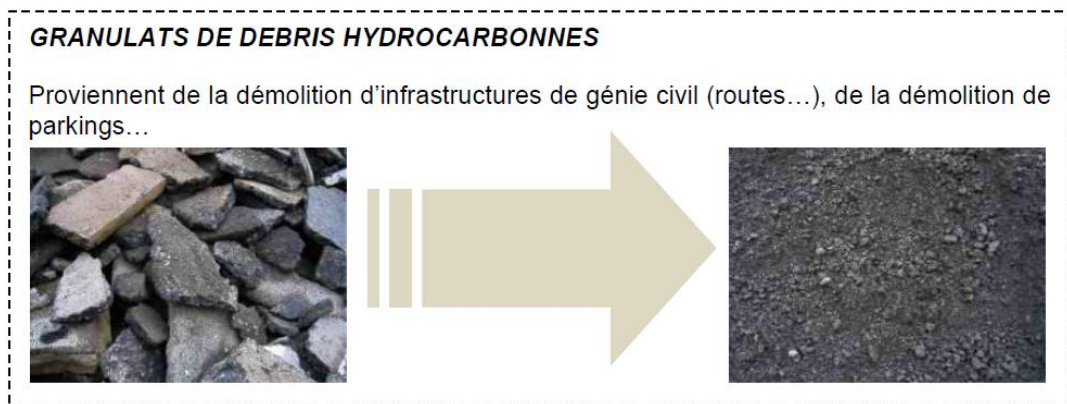 GRANULATS DE DEBRIS HYDROCARBONNES
Proviennent de la démolition d’infrastructures de génie civil (routes…), de la démolition de
parkings…